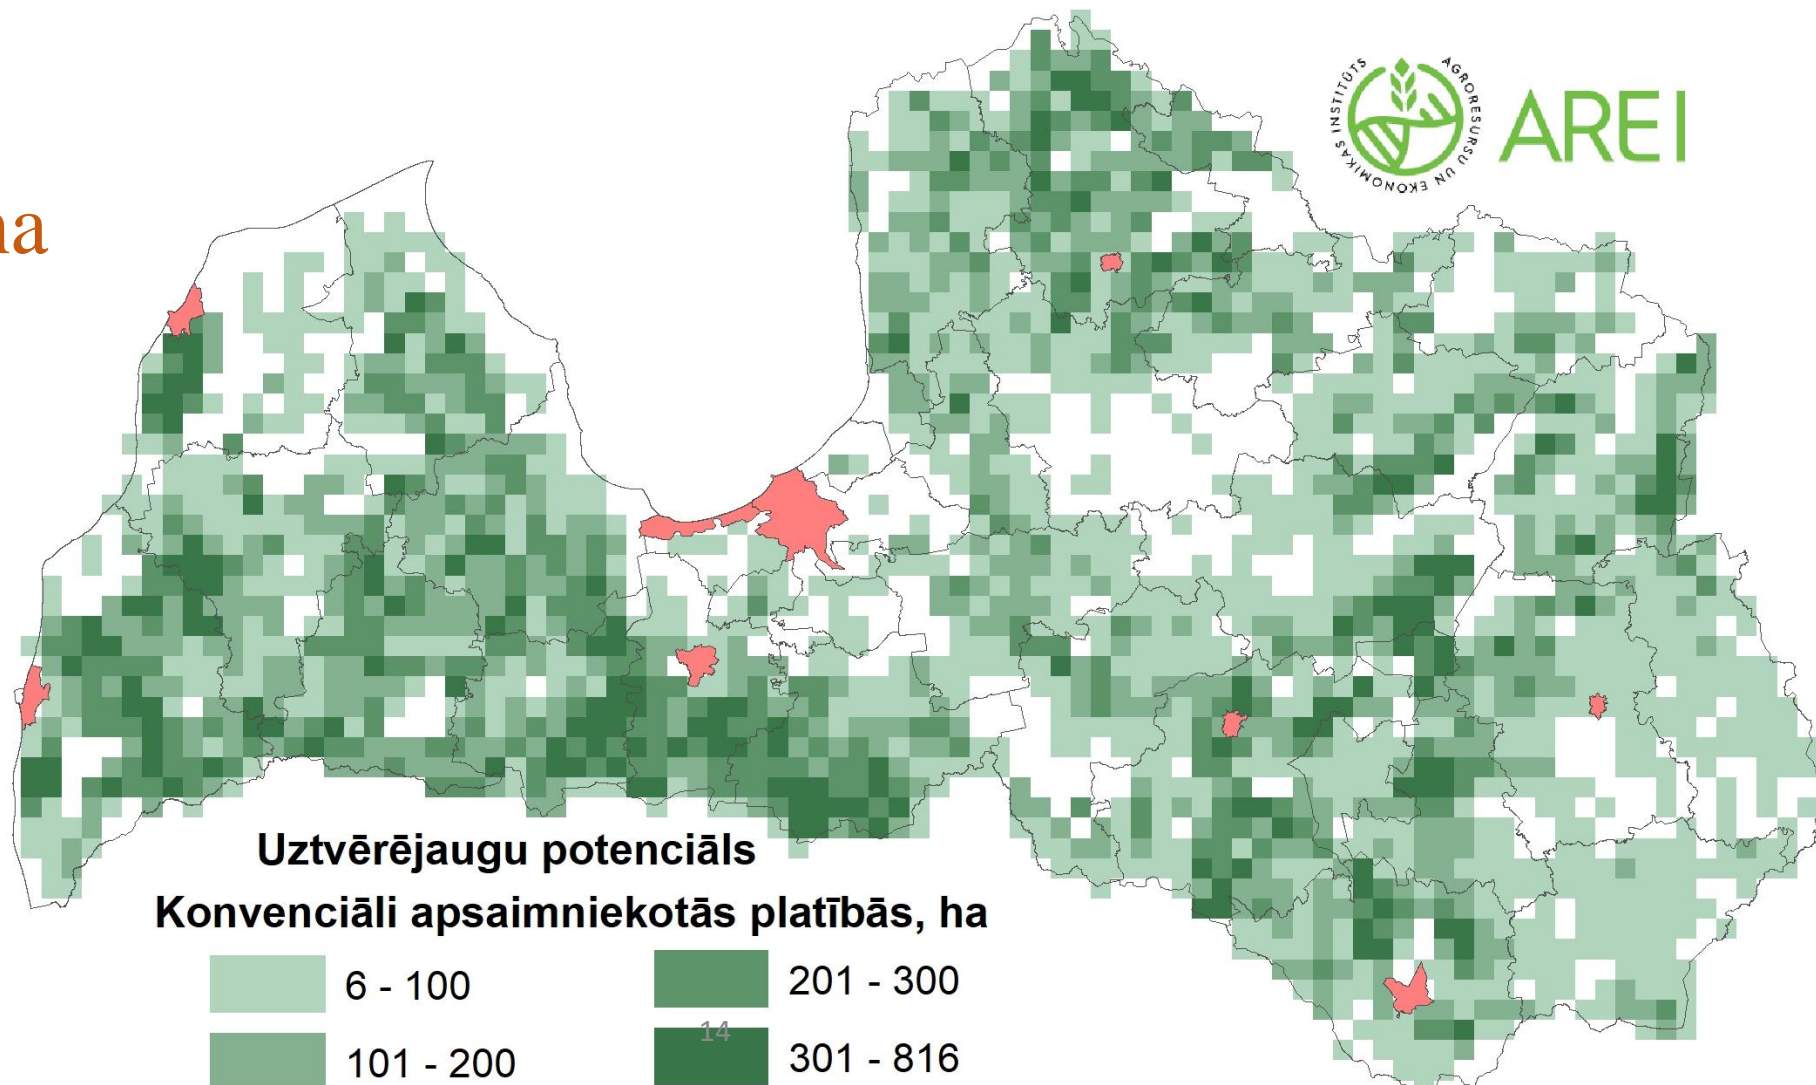 AGRORESURSU UN EKONOMIKAS INSTITŪTS
AREI
Uztvērējaugu potenciāls
Konvenciāli apsaimniekotās platībās, ha
6 - 100
201 - 300
101 - 200
301 - 816
14